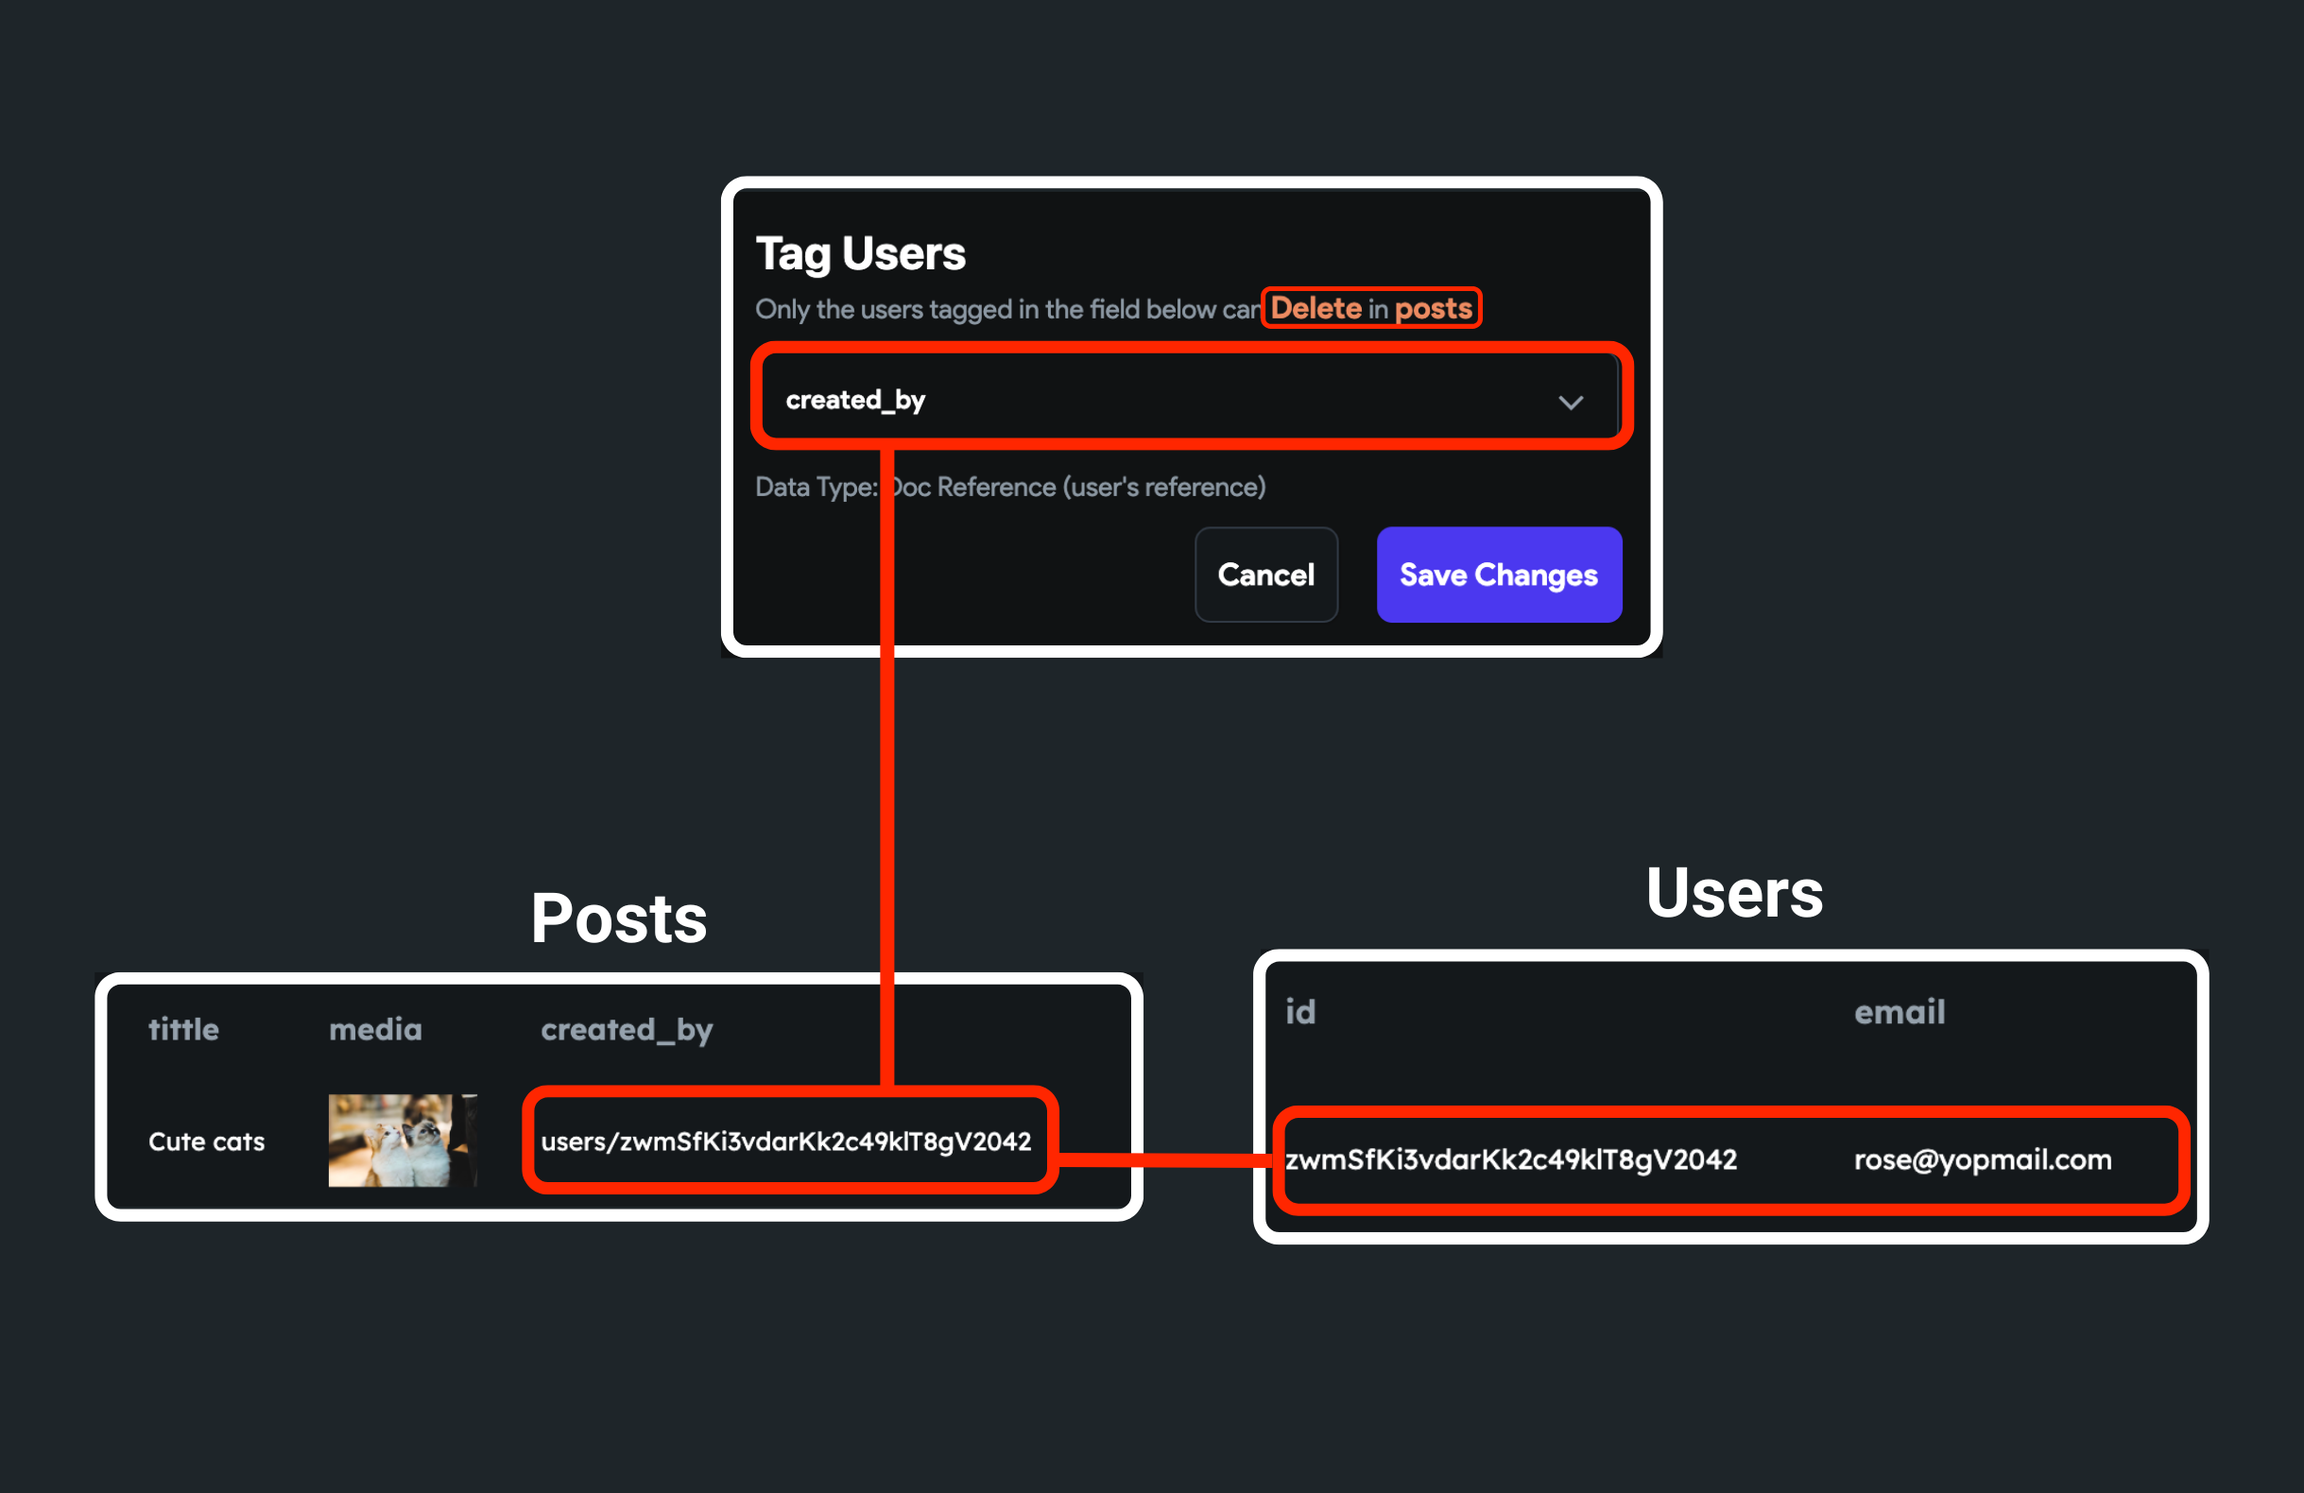 Tag Users
Only the users tagged in the field below can Delete in posts
created_by
Data Type: Doc Reference (user's reference)
Cancel
Save Changes
Posts
Users
tittle media created_by
id email
Cute cats users/zwmSfKi3vdarKk2c49klT8gV2042
zwmSfKi3vdarKk2c49klT8gV2042 rose@yopmail.com